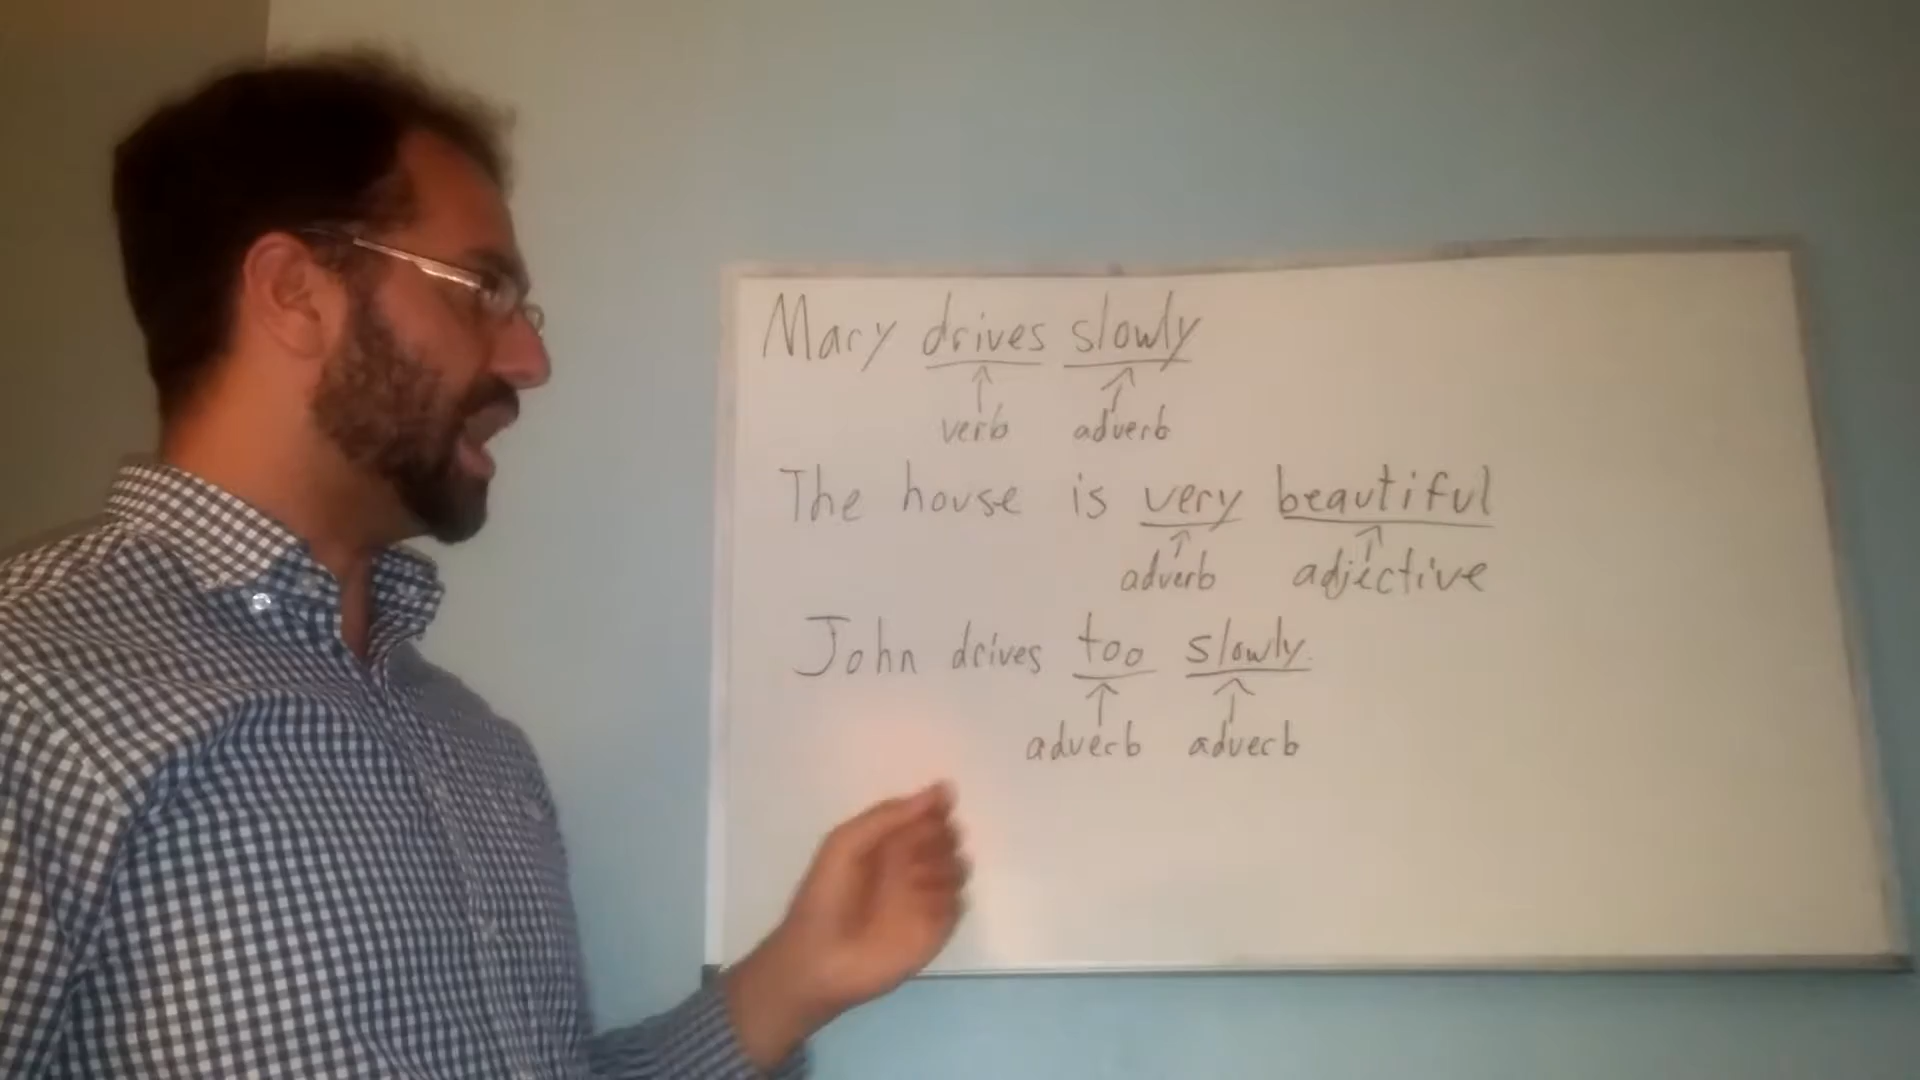 Mary drives slowly
verb adverb
The house is very beautiful
adverb adjective
John drives too slowly.
adverb adverb